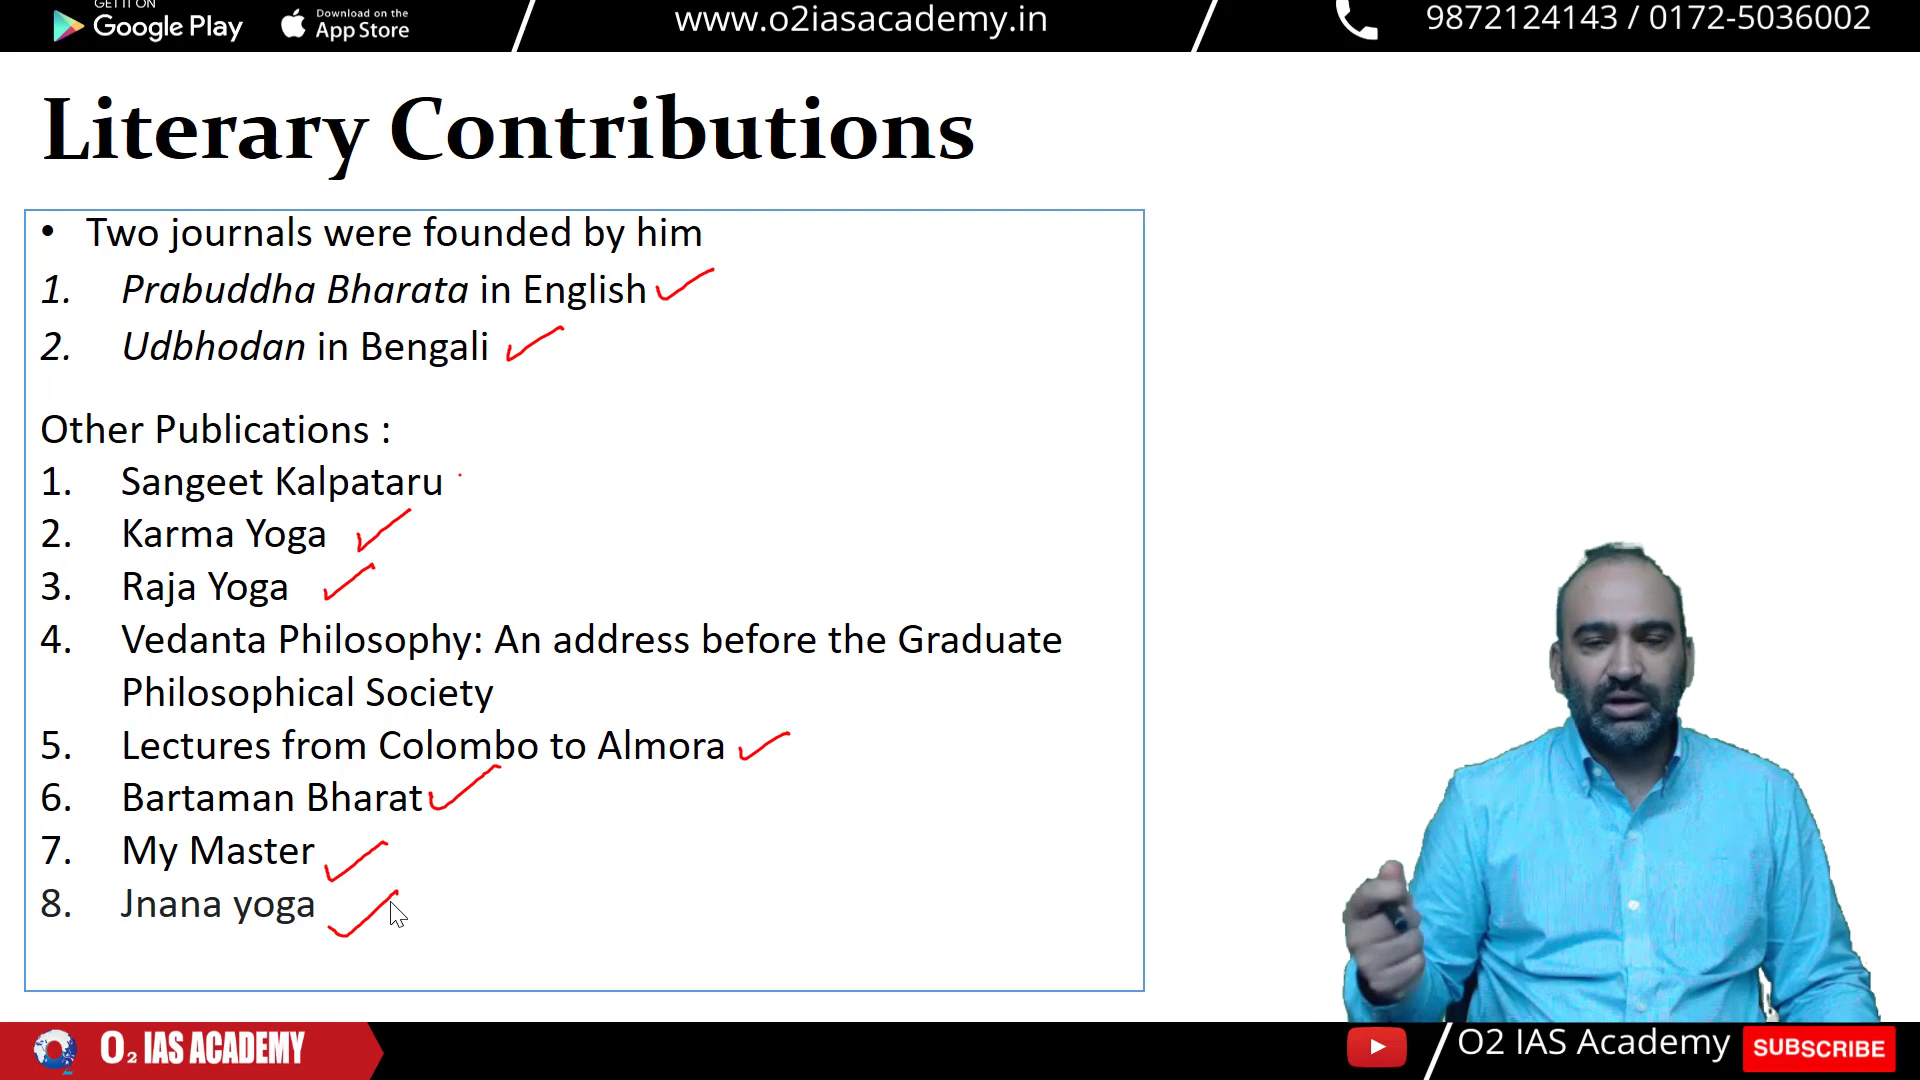 GET IT ON
Google Play
Download on the
App Store
www.o2iasacademy.in
9872124143 / 0172-5036002
Literary Contributions
• Two journals were founded by him
1. Prabuddha Bharata in English
2. Udbhodan in Bengali
Other Publications :
1. Sangeet Kalpataru
2. Karma Yoga
3. Raja Yoga
4. Vedanta Philosophy: An address before the Graduate
Philosophical Society
5. Lectures from Colombo to Almora
6. Bartaman Bharat
7. My Master
8. Jnana yoga
O2 IAS ACADEMY
O2 IAS Academy
SUBSCRIBE